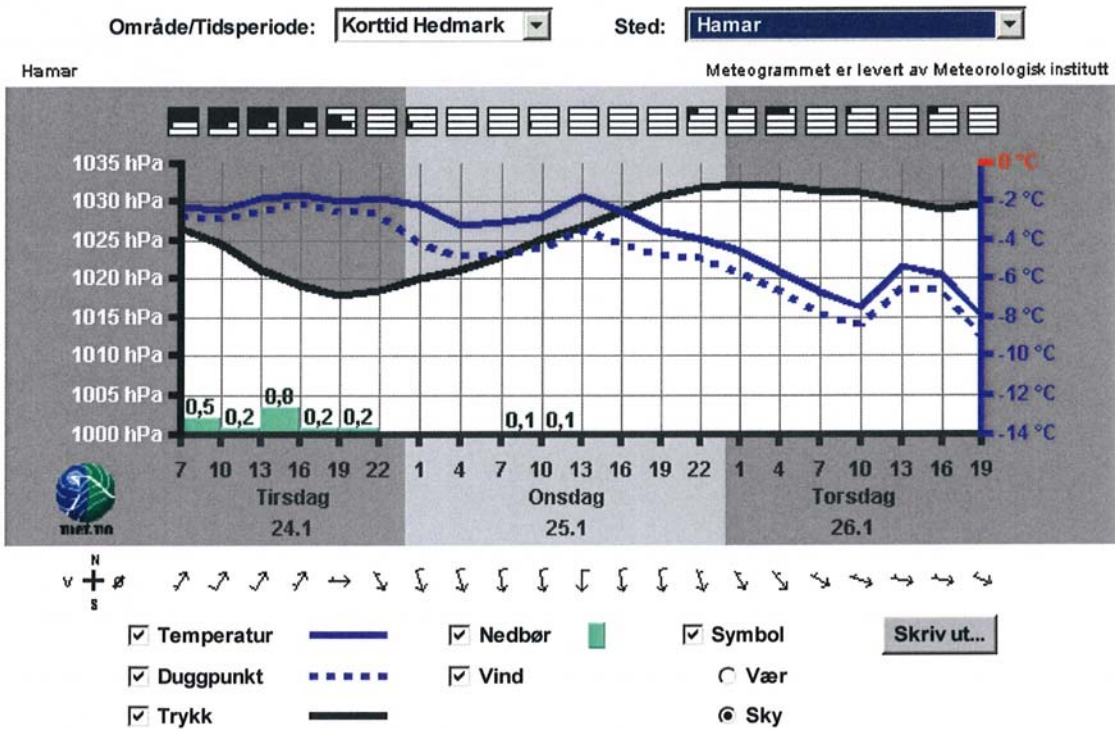 Område/Tidsperiode: Korttid Hedmark Sted: Hamar
Hamar Meteogrammet er levert av Meteorologisk institutt
1035 hPa 0 °C
1030 hPa -2 °C
1025 hPa -4 °C
1020 hPa -6 °C
1015 hPa -8 °C
1010 hPa -10 °C
1005 hPa -12 °C
0,5 0,2 0,8 0,2 0,2 0,1 0,1
1000 hPa -14 °C
7 10 13 16 19 22 1 4 7 10 13 16 19 22 1 4 7 10 13 16 19
Tirsdag Onsdag Torsdag
met.no 24.1 25.1 26.1
N
V Ø
S
Temperatur Nedbør Symbol Skriv ut...
Duggpunkt Vind Vær
Trykk Sky